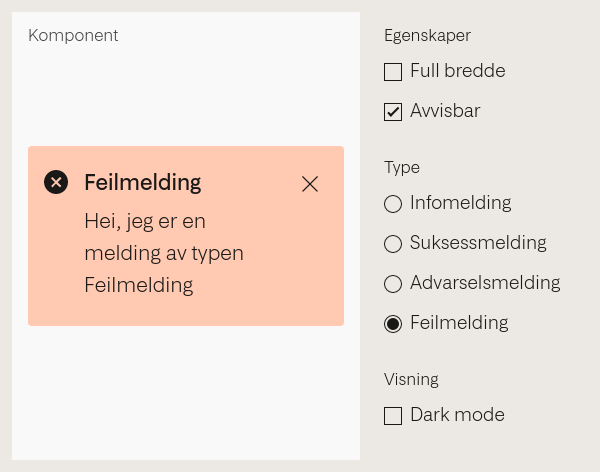 Komponent
Feilmelding
Hei, jeg er en
melding av typen
Feilmelding
Egenskaper
Full bredde
Avvisbar
Type
Infomelding
Suksessmelding
Advarselsmelding
Feilmelding
Visning
Dark mode